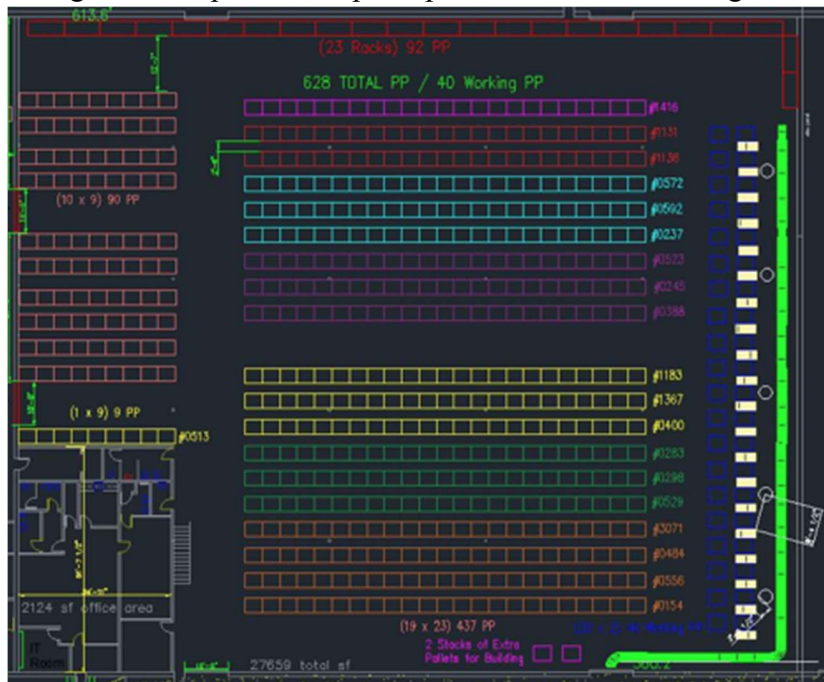 613.6'
(23 Racks) 92 PP
628 TOTAL PP / 40 Working PP
#1416
#1131
#1136
#0572
(10 x 9) 90 PP
#0592
#0237
#0523
#0245
#0388
#1183
#1367
(1 x 9) 9 PP
#0400
#0513
#0283
#0298
#0529
#3071
#0484
#0556
2124 sf office area
#0154
(19 x 23) 437 PP
2 Stacks of Extra
Pallets for Building
IT
Room
27659 total sf